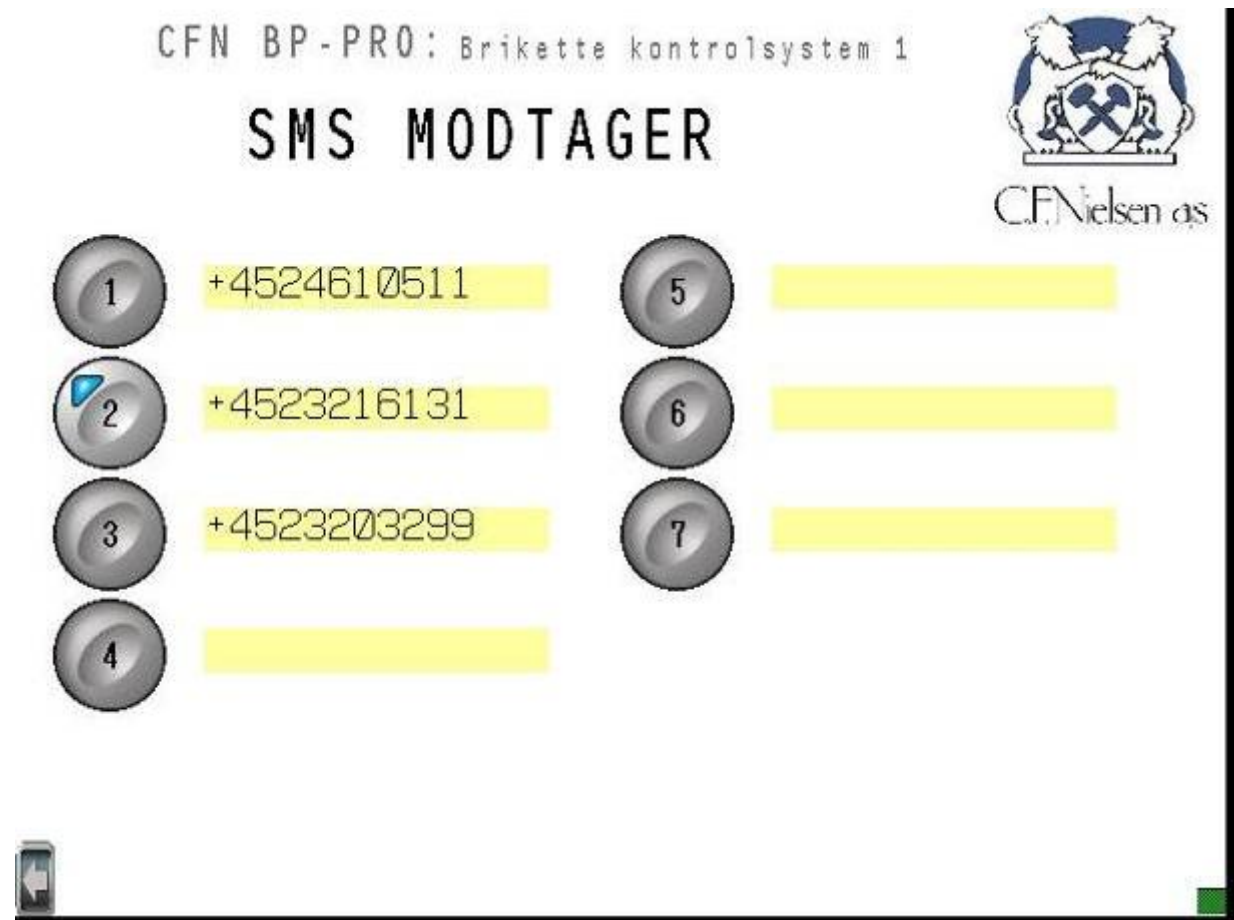 CFN BP-PRO: Brikette kontrolsystem 1
SMS MODTAGER
C.F.Nielsen as
1 +4524610511
2 +4523216131
3 +4523203299
4
5
6
7